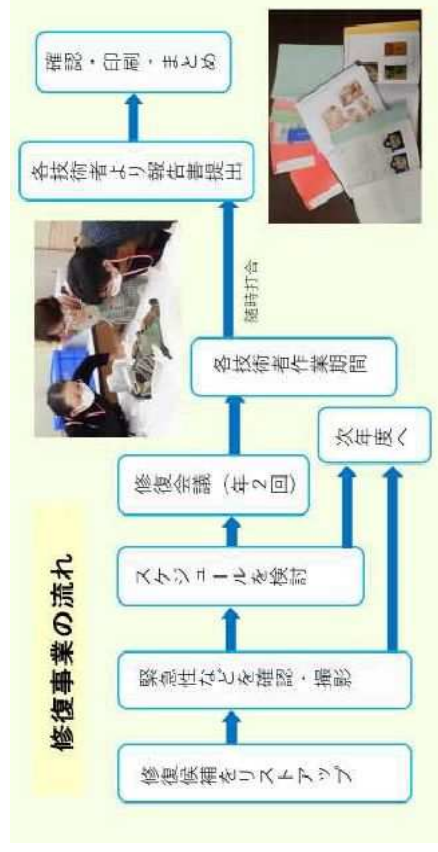 修復事業の流れ
修復候補をリストアップ
緊急性などを確認・撮影
スケジュールを検討
修復会議（年２回）
次年度へ
各技術者作業期間
随時打合
各技術者より報告書提出
確認・印刷・まとめ